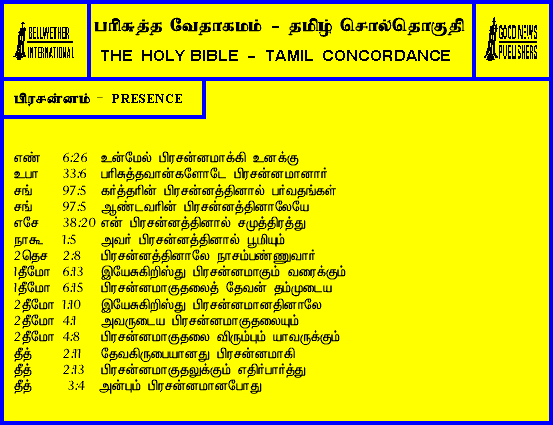 BELLWETHER
INTERNATIONAL
பரிசுத்த வேதாகமம் - தமிழ் சொல்தொகுதி
THE HOLY BIBLE - TAMIL CONCORDANCE
GOOD NEWS
PUBLISHERS
பிரசன்னம் - PRESENCE
எண் 6:26 உன்மேல் பிரசன்னமாக்கி உனக்கு
உபா 33:6 பரிசுத்தவான்களோடே பிரசன்னமானார்
சங் 97:5 கர்த்தரின் பிரசன்னத்தினால் பர்வதங்கள்
சங் 97:5 ஆண்டவரின் பிரசன்னத்தினாலேயே
எசே 38:20 என் பிரசன்னத்தினால் சமுத்திரத்து
நாகூ 1:5 அவர் பிரசன்னத்தினால் பூமியும்
2தெச 2:8 பிரசன்னத்தினாலே நாசம்பண்ணுவார்
1தீமோ 6:13 இயேசுகிறிஸ்து பிரசன்னமாகும் வரைக்கும்
1தீமோ 6:15 பிரசன்னமாகுதலைத் தேவன் தம்முடைய
2தீமோ 1:10 இயேசுகிறிஸ்து பிரசன்னமானதினாலே
2தீமோ 4:1 அவருடைய பிரசன்னமாகுதலையும்
2தீமோ 4:8 பிரசன்னமாகுதலை விரும்பும் யாவருக்கும்
தீத் 2:11 தேவகிருபையானது பிரசன்னமாகி
தீத் 2:13 பிரசன்னமாகுதலுக்கும் எதிர்பார்த்து
தீத் 3:4 அன்பும் பிரசன்னமானபோது